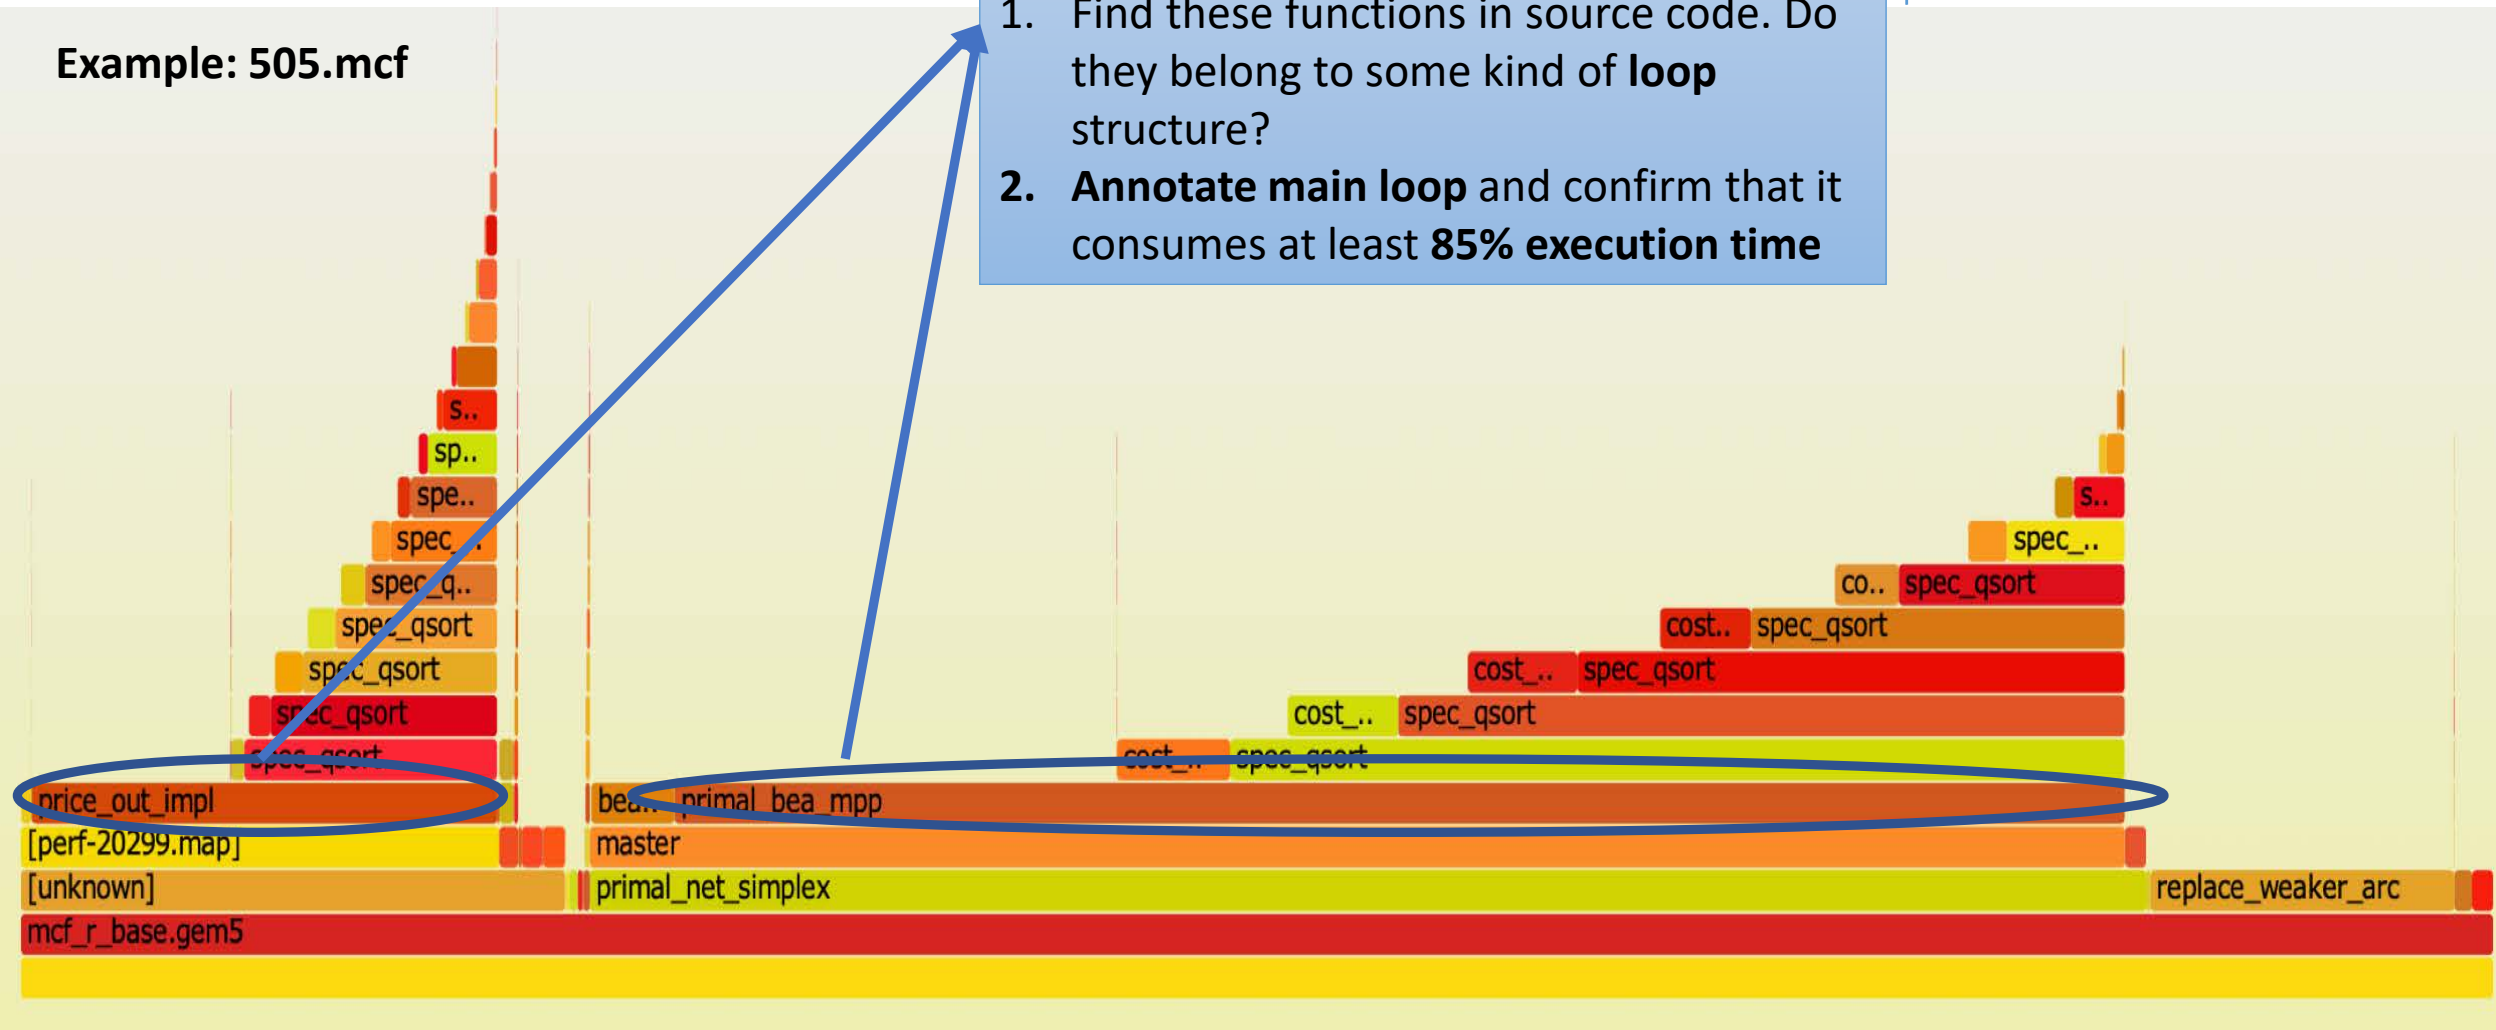 1. Find these functions in source code. Do
they belong to some kind of loop
structure?
2. Annotate main loop and confirm that it
consumes at least 85% execution time
Example: 505.mcf
s..
sp..
spe..
s..
spec_..
spec_..
spec_q..
co.. spec_qsort
spec_qsort
cost.. spec_qsort
spec_qsort
cost_.. spec_qsort
spec_qsort
cost_.. spec_qsort
spec_qsort
cost_.. spec_qsort
price_out_impl
bea.. primal_bea_mpp
[perf-20299.map]
master
[unknown]
primal_net_simplex
replace_weaker_arc
mcf_r_base.gem5